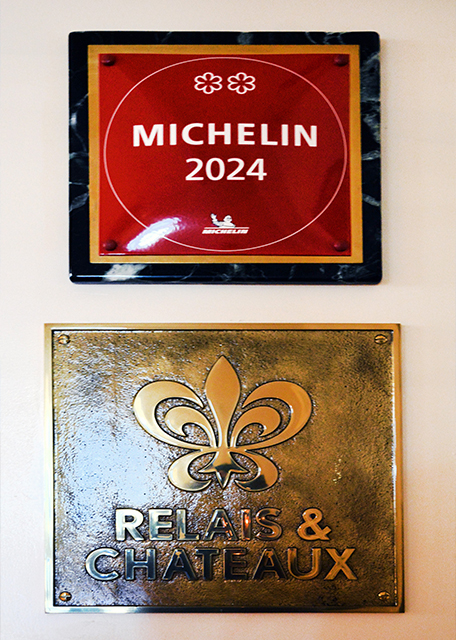 MICHELIN
2024
MICHELIN
RELAIS &
CHATEAUX